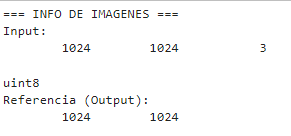 === INFO DE IMAGENES ===
Input:
1024 1024 3
uint8
Referencia (Output):
1024 1024